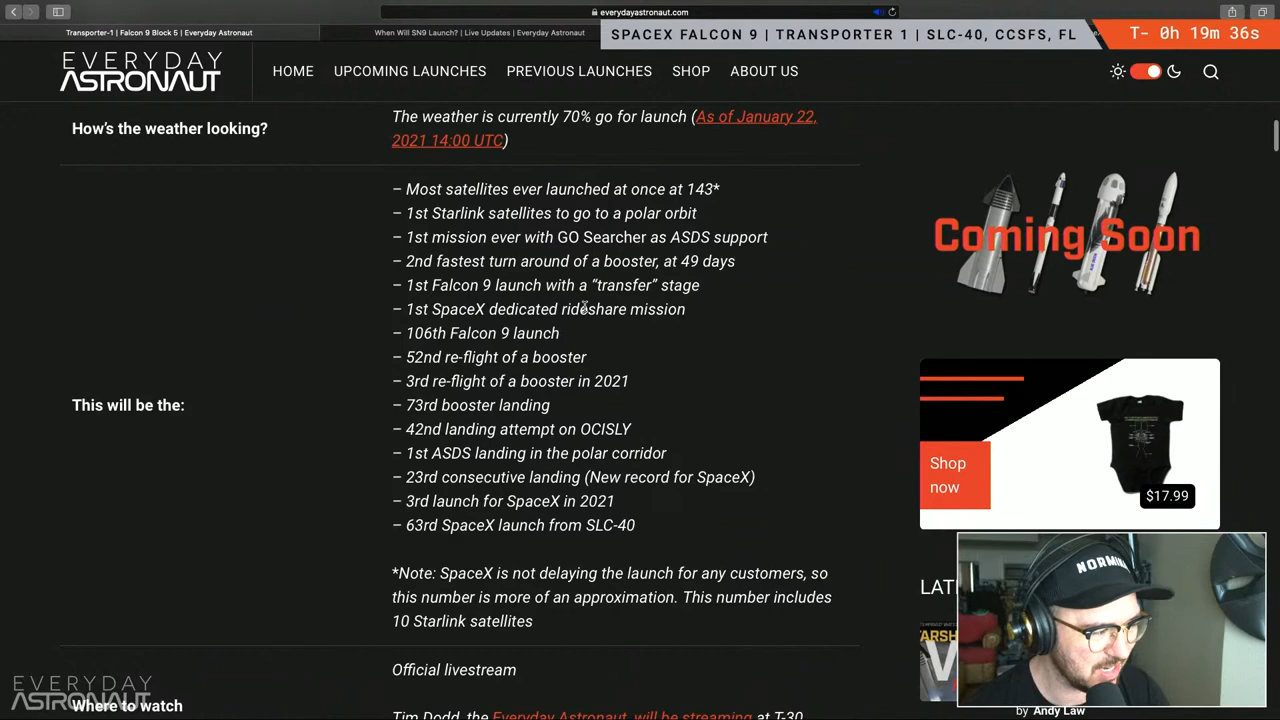 everydayastronaut.com
Transporter-1 | Falcon 9 Block 5 | Everyday Astronaut
When Will SN9 Launch? | Live Updates | Everyday Astronaut
SPACEX FALCON 9 | TRANSPORTER 1 | SLC-40, CCSFS, FL
T- 0h 19m 36s
EVERYDAY
ASTRONAUT
HOME
UPCOMING LAUNCHES
PREVIOUS LAUNCHES
SHOP
ABOUT US
How's the weather looking?
The weather is currently 70% go for launch (As of January 22,
2021 14:00 UTC)
This will be the:
– Most satellites ever launched at once at 143*
– 1st Starlink satellites to go to a polar orbit
– 1st mission ever with GO Searcher as ASDS support
– 2nd fastest turn around of a booster, at 49 days
– 1st Falcon 9 launch with a “transfer” stage
– 1st SpaceX dedicated rideshare mission
– 106th Falcon 9 launch
– 52nd re-flight of a booster
– 3rd re-flight of a booster in 2021
– 73rd booster landing
– 42nd landing attempt on OCISLY
– 1st ASDS landing in the polar corridor
– 23rd consecutive landing (New record for SpaceX)
– 3rd launch for SpaceX in 2021
– 63rd SpaceX launch from SLC-40
*Note: SpaceX is not delaying the launch for any customers, so
this number is more of an approximation. This number includes
10 Starlink satellites
Where to watch
Official livestream
Tim Dodd, the Everyday Astronaut, will be streaming at T-30
Coming Soon
Shop
now
$17.99
by Andy Law
EVERYDAY
ASTRONAUT